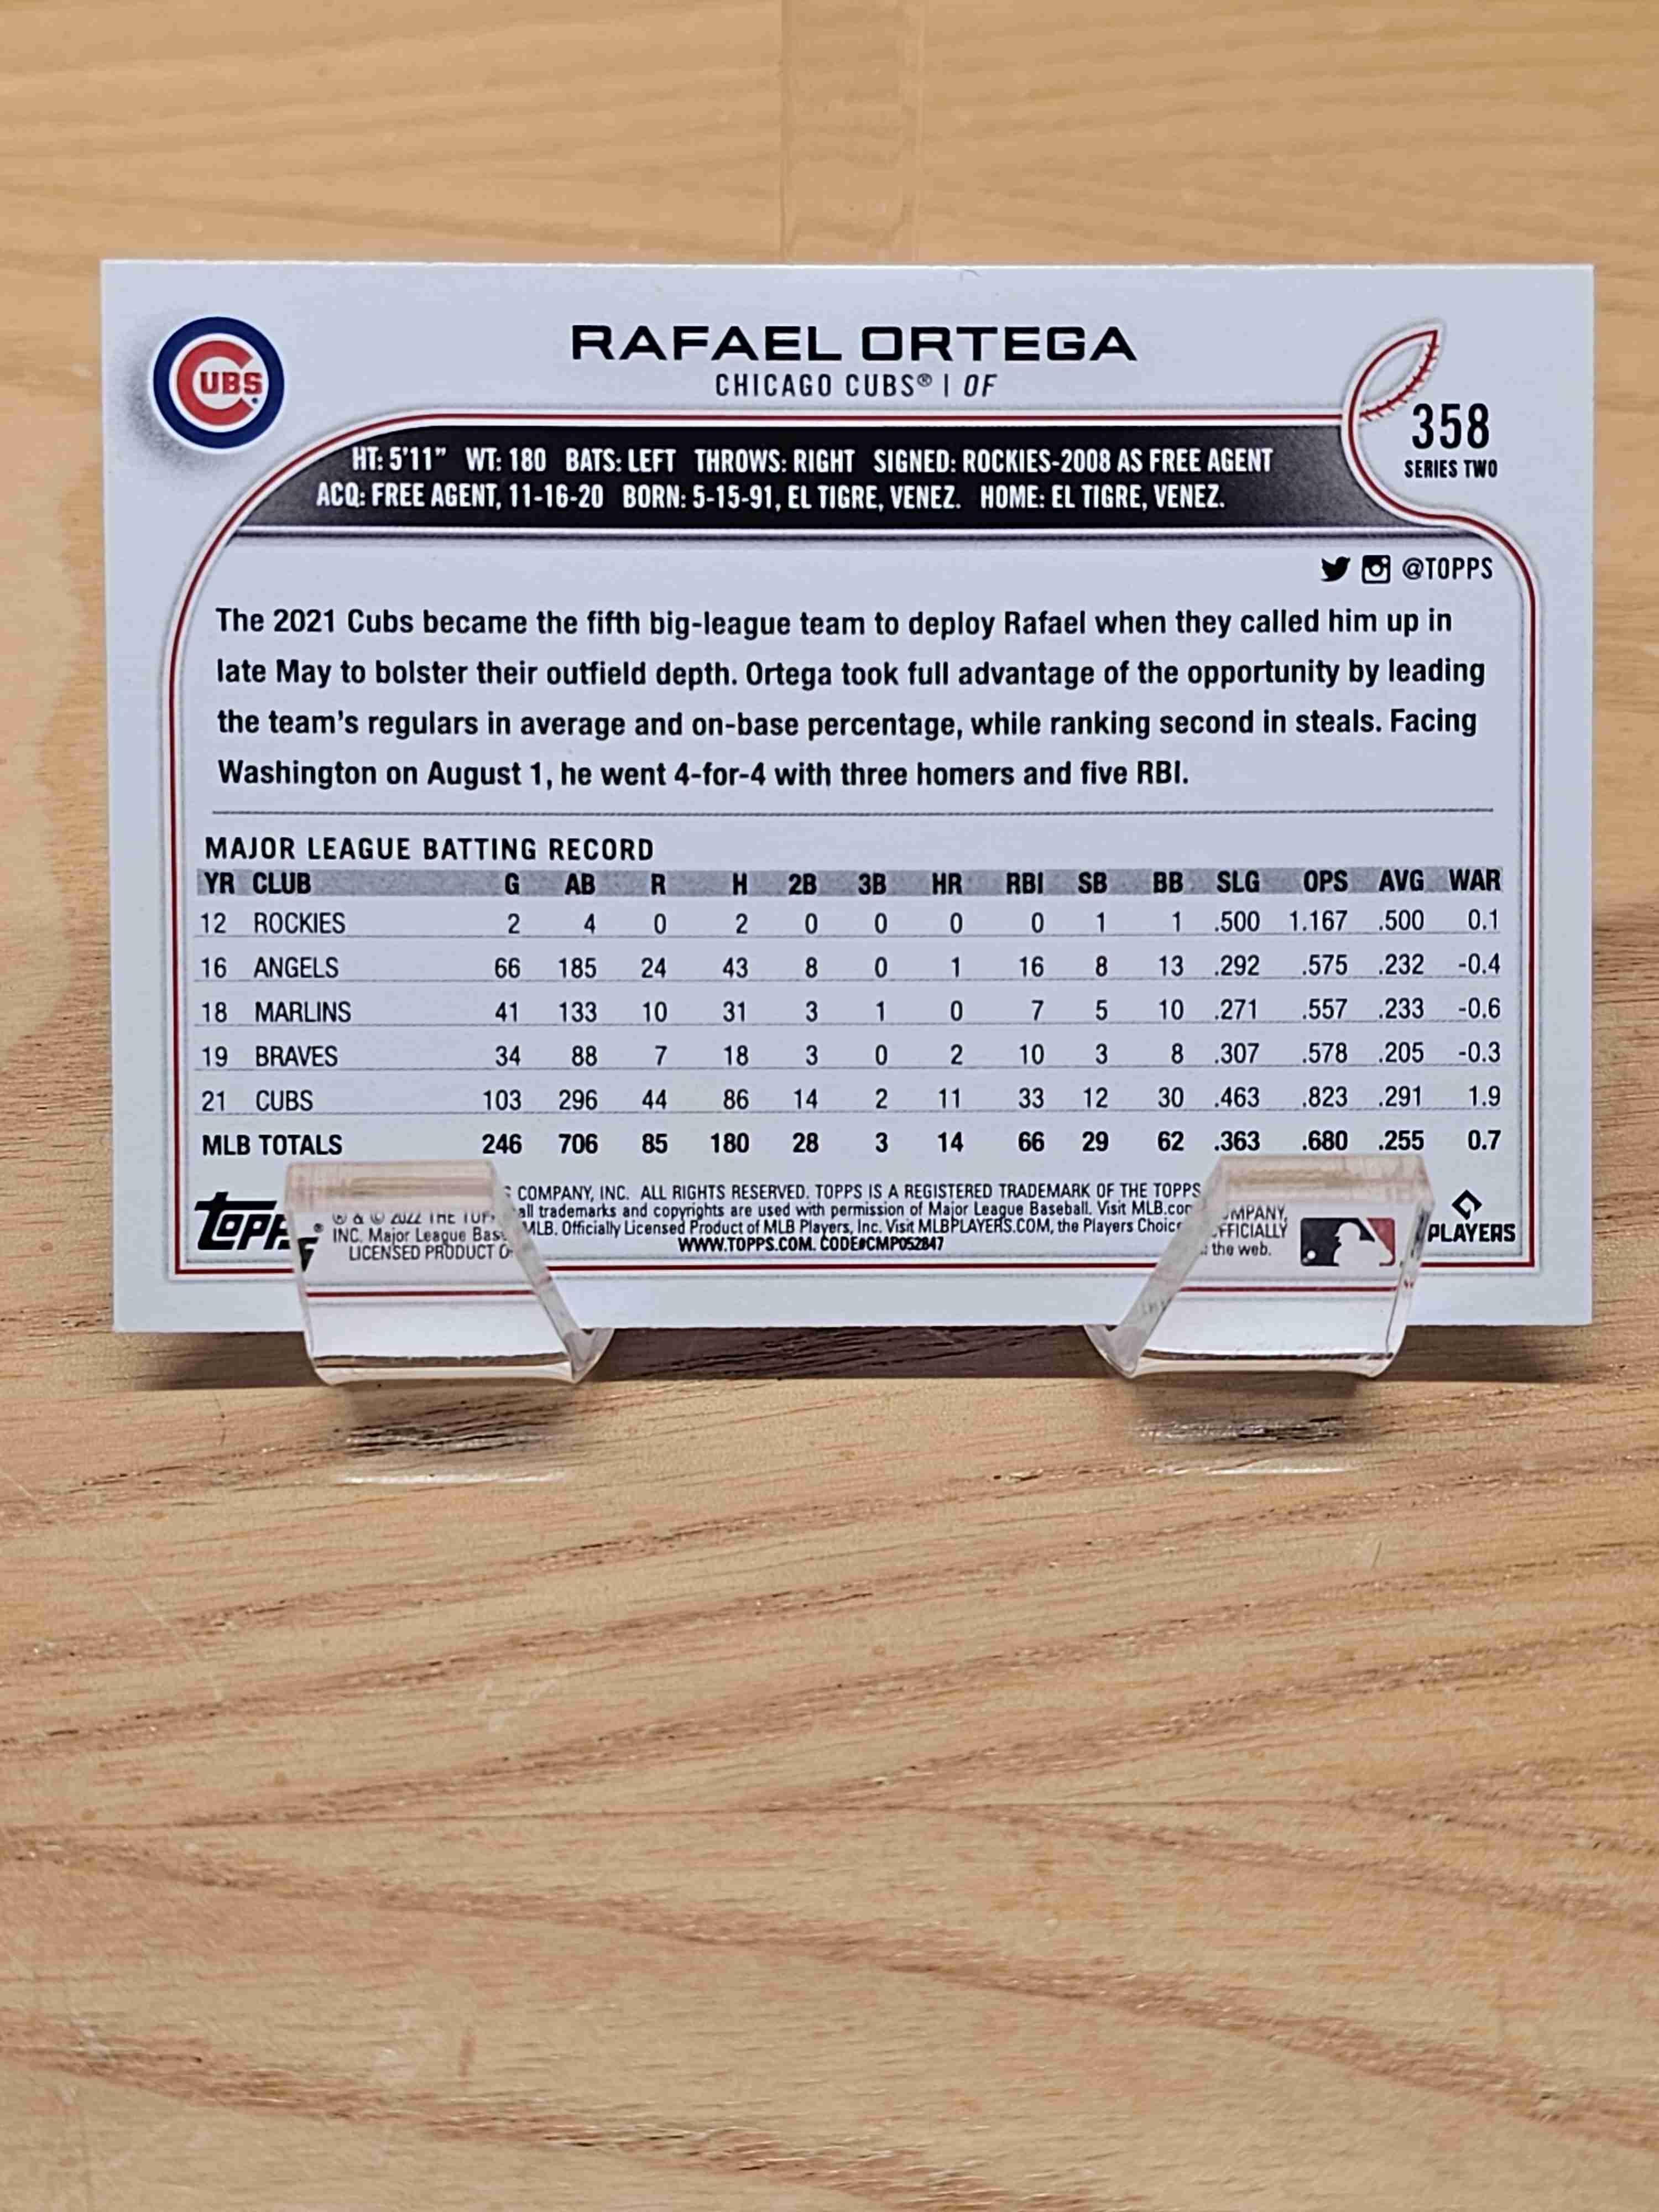 UBS
RAFAEL ORTEGA
CHICAGO CUBS® | OF
358
SERIES TWO
HT: 5'11" WT: 180 BATS: LEFT THROWS: RIGHT SIGNED: ROCKIES-2008 AS FREE AGENT
ACQ: FREE AGENT, 11-16-20 BORN: 5-15-91, EL TIGRE, VENEZ. HOME: EL TIGRE, VENEZ.
@TOPPS
The 2021 Cubs became the fifth big-league team to deploy Rafael when they called him up in
late May to bolster their outfield depth. Ortega took full advantage of the opportunity by leading
the team's regulars in average and on-base percentage, while ranking second in steals. Facing
Washington on August 1, he went 4-for-4 with three homers and five RBI.
MAJOR LEAGUE BATTING RECORD
YR CLUB G AB R H 2B 3B HR RBI SB BB SLG OPS AVG WAR
12 ROCKIES 2 4 0 2 0 0 0 0 1 1 .500 1.167 .500 0.1
16 ANGELS 66 185 24 43 8 0 1 16 8 13 .292 .575 .232 -0.4
18 MARLINS 41 133 10 31 3 1 0 7 5 10 .271 .557 .233 -0.6
19 BRAVES 34 88 7 18 3 0 2 10 3 8 .307 .578 .205 -0.3
21 CUBS 103 296 44 86 14 2 11 33 12 30 .463 .823 .291 1.9
MLB TOTALS 246 706 85 180 28 3 14 66 29 62 .363 .680 .255 0.7
® & © 2022 THE COMPANY, INC. ALL RIGHTS RESERVED. TOPPS IS A REGISTERED TRADEMARK OF THE TOPPS
INC. Major League all trademarks and copyrights are used with permission of Major League Baseball. Visit MLB.com
LICENSED PRODUCT MLB. Officially Licensed Product of MLB Players, Inc. Visit MLBPLAYERS.COM, the Players the web.
WWW.TOPPS.COM. CODE#CMP052847
PLAYERS